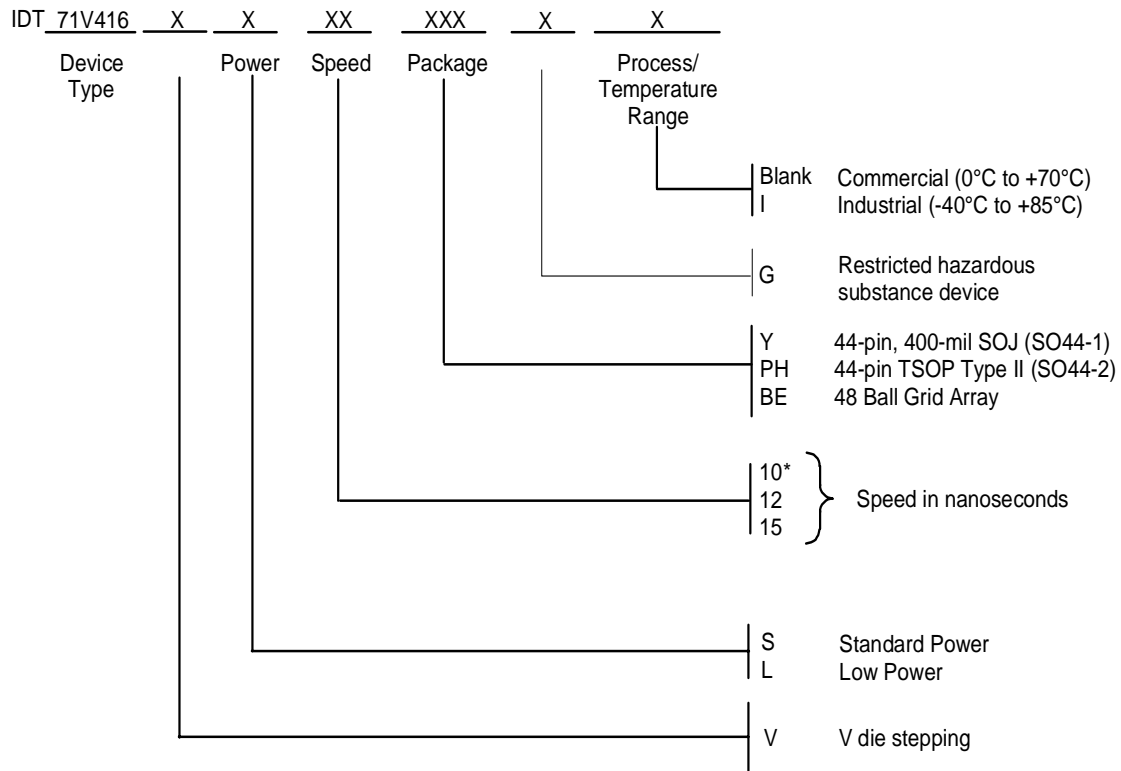 IDT 71V416 X X XX XXX X X
Device Type
Power
Speed
Package
Process/
Temperature
Range
Blank Commercial (0°C to +70°C)
I Industrial (-40°C to +85°C)
G Restricted hazardous
substance device
Y 44-pin, 400-mil SOJ (SO44-1)
PH 44-pin TSOP Type II (SO44-2)
BE 48 Ball Grid Array
10*
12 Speed in nanoseconds
15
S Standard Power
L Low Power
V V die stepping